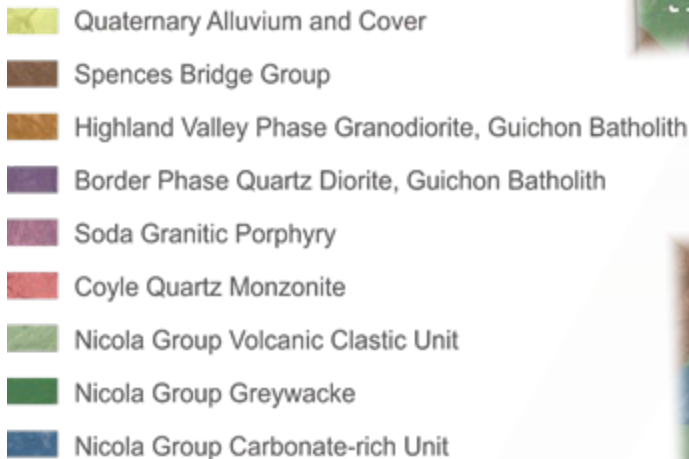 Quaternary Alluvium and Cover
Spences Bridge Group
Highland Valley Phase Granodiorite, Guichon Batholith
Border Phase Quartz Diorite, Guichon Batholith
Soda Granitic Porphyry
Coyle Quartz Monzonite
Nicola Group Volcanic Clastic Unit
Nicola Group Greywacke
Nicola Group Carbonate-rich Unit